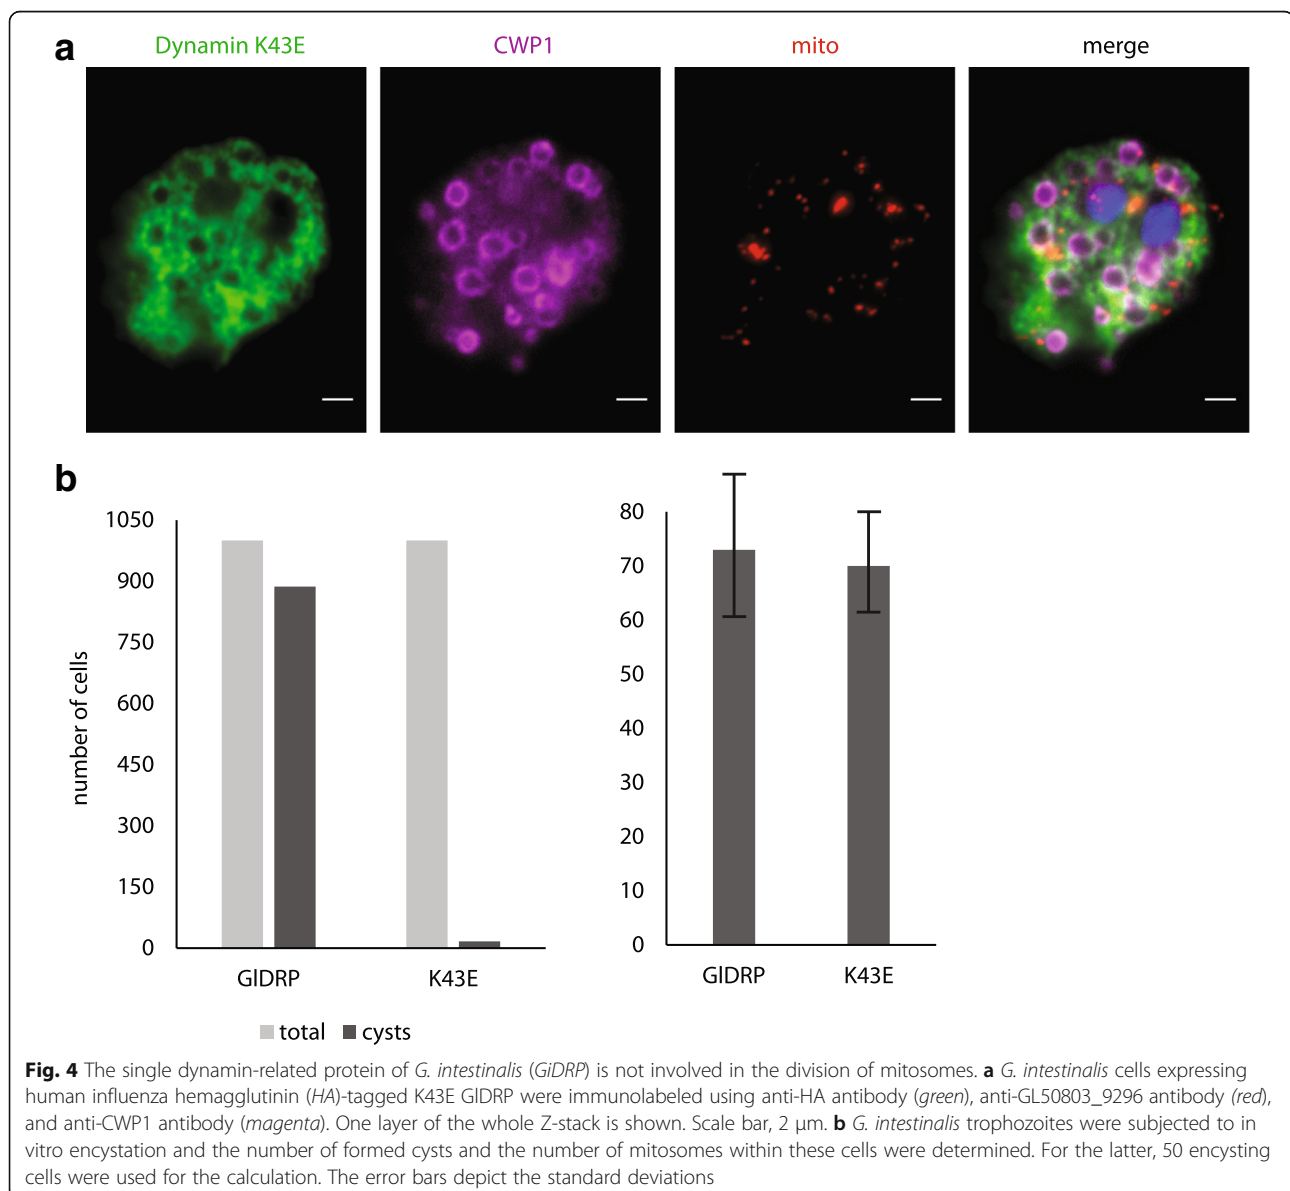 a
Dynamin K43E CWP1 mito merge
b
1050
900
750
600
450
300
150
0
number of cells
GlDRP K43E
total cysts
80
70
60
50
40
30
20
10
0
GlDRP K43E
Fig. 4 The single dynamin-related protein of G. intestinalis (GiDRP) is not involved in the division of mitosomes. a G. intestinalis cells expressing
human influenza hemagglutinin (HA)-tagged K43E GlDRP were immunolabeled using anti-HA antibody (green), anti-GL50803_9296 antibody (red),
and anti-CWP1 antibody (magenta). One layer of the whole Z-stack is shown. Scale bar, 2 μm. b G. intestinalis trophozoites were subjected to in
vitro encystation and the number of formed cysts and the number of mitosomes within these cells were determined. For the latter, 50 encysting
cells were used for the calculation. The error bars depict the standard deviations